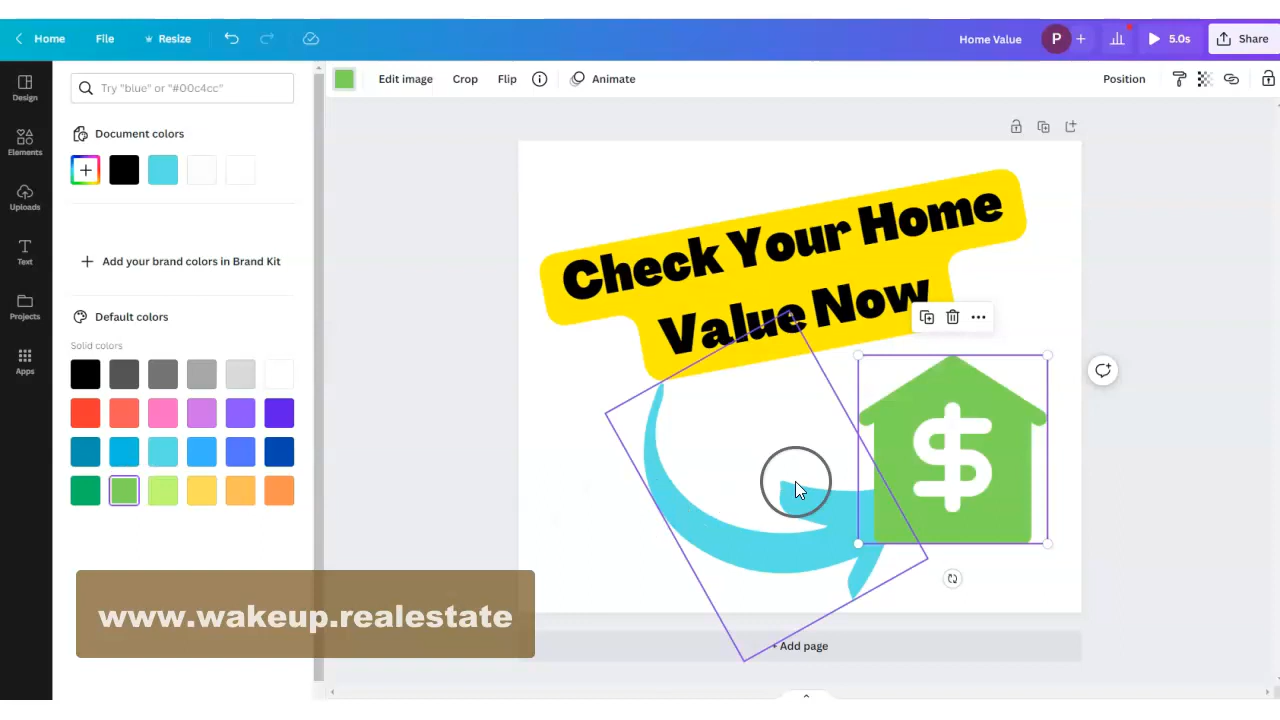 Home
File
Resize
Home Value
P
5.0s
Share
Design
Elements
Uploads
Text
Projects
Apps
Try "blue" or "#00c4cc"
Edit image
Crop
Flip
Animate
Position
Document colors
Add your brand colors in Brand Kit
Default colors
Solid colors
Check Your Home
Value Now
$
www.wakeup.realestate
+ Add page